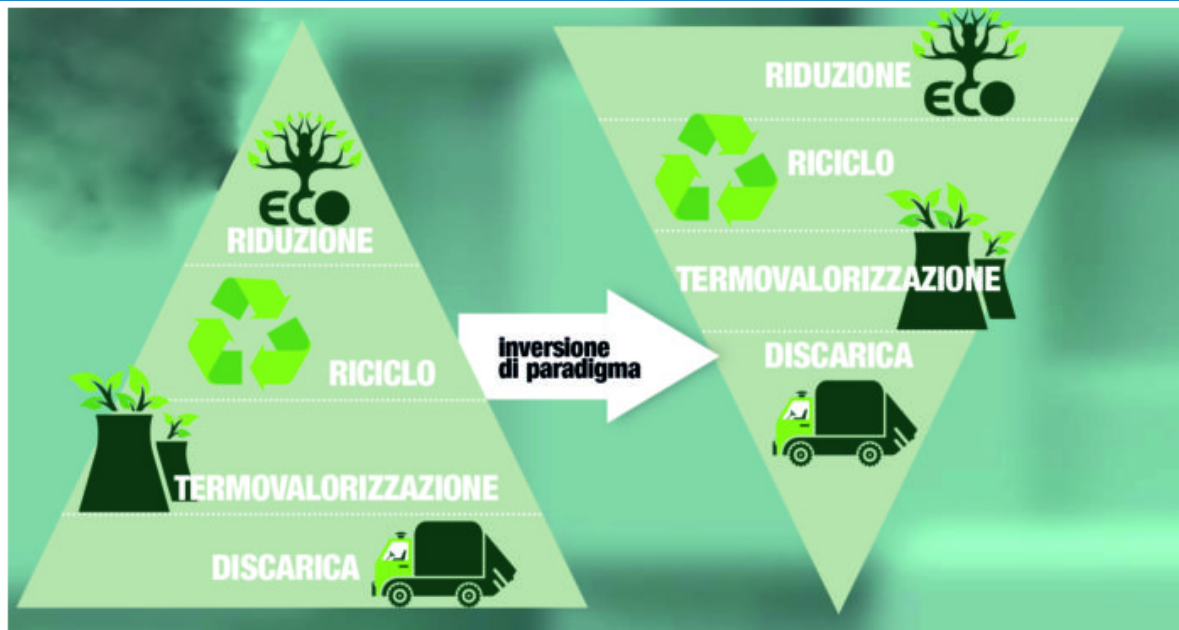 ECO
RIDUZIONE
RICICLO
TERMOVALORIZZAZIONE
DISCARICA
inversione
di paradigma
RIDUZIONE
ECO
RICICLO
TERMOVALORIZZAZIONE
DISCARICA